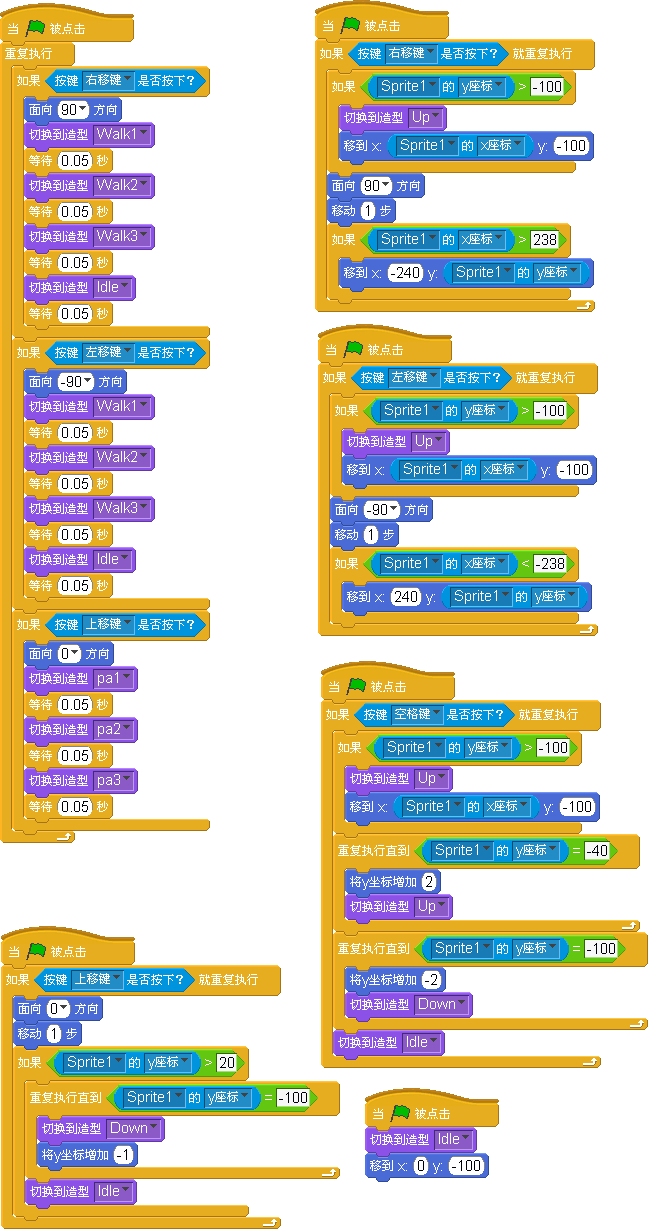 当 被点击
重复执行
如果 按键 右移键 是否按下?
面向 90 方向
切换到造型 Walk1
等待 0.05 秒
切换到造型 Walk2
等待 0.05 秒
切换到造型 Walk3
等待 0.05 秒
切换到造型 Idle
等待 0.05 秒
如果 按键 左移键 是否按下?
面向 -90 方向
切换到造型 Walk1
等待 0.05 秒
切换到造型 Walk2
等待 0.05 秒
切换到造型 Walk3
等待 0.05 秒
切换到造型 Idle
等待 0.05 秒
如果 按键 上移键 是否按下?
面向 0 方向
切换到造型 pa1
等待 0.05 秒
切换到造型 pa2
等待 0.05 秒
切换到造型 pa3
等待 0.05 秒
当 被点击
如果 按键 上移键 是否按下? 就重复执行
面向 0 方向
移动 1 步
如果 Sprite1 的 y座标 > 20
重复执行直到 Sprite1 的 y座标 = -100
切换到造型 Down
将y坐标增加 -1
切换到造型 Idle
当 被点击
如果 按键 右移键 是否按下? 就重复执行
如果 Sprite1 的 y座标 > -100
切换到造型 Up
移到 x: Sprite1 的 x座标 y: -100
面向 90 方向
移动 1 步
如果 Sprite1 的 x座标 > 238
移到 x: -240 y: Sprite1 的 y座标
当 被点击
如果 按键 左移键 是否按下? 就重复执行
如果 Sprite1 的 y座标 > -100
切换到造型 Up
移到 x: Sprite1 的 x座标 y: -100
面向 -90 方向
移动 1 步
如果 Sprite1 的 x座标 < -238
移到 x: 240 y: Sprite1 的 y座标
当 被点击
如果 按键 空格键 是否按下? 就重复执行
如果 Sprite1 的 y座标 > -100
切换到造型 Up
移到 x: Sprite1 的 x座标 y: -100
重复执行直到 Sprite1 的 y座标 = -40
将y坐标增加 2
切换到造型 Up
重复执行直到 Sprite1 的 y座标 = -100
将y坐标增加 -2
切换到造型 Down
切换到造型 Idle
当 被点击
切换到造型 Idle
移到 x: 0 y: -100